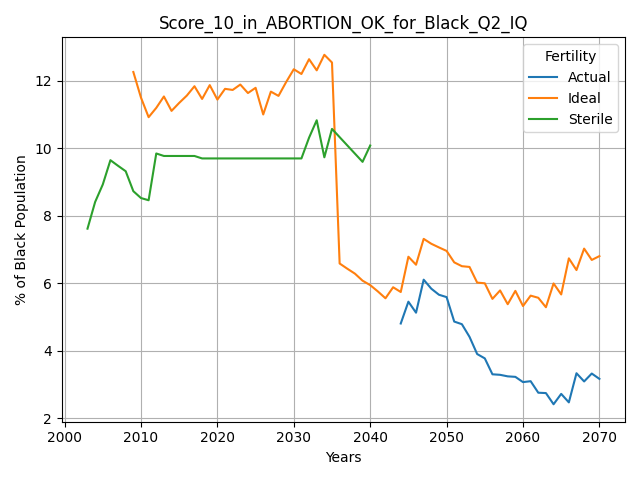 Score_10_in_ABORTION_OK_for_Black_Q2_IQ
% of Black Population
12
10
8
6
4
2
Fertility
Actual
Ideal
Sterile
2000 2010 2020 2030 2040 2050 2060 2070
Years